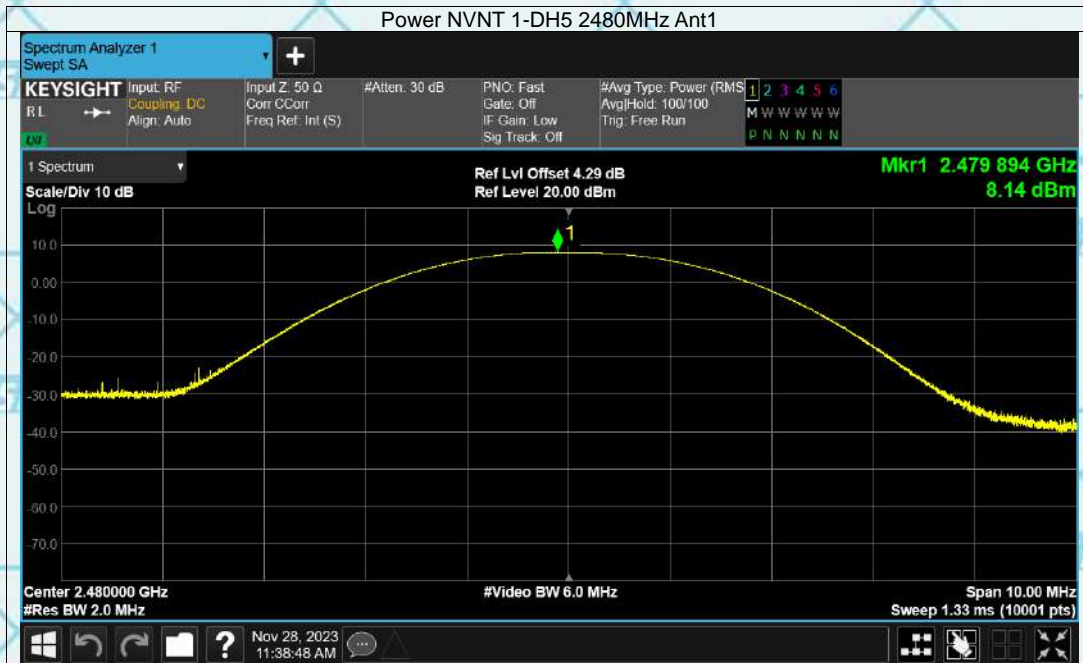 Power NVNT 1-DH5 2480MHz Ant1
Spectrum Analyzer 1
Swept SA
+
KEYSIGHT
RL
LXI
Input: RF
Coupling: DC
Align: Auto
Input Z: 50 Ω
Corr CCorr
Freq Ref: Int (S)
#Atten: 30 dB
PNO: Fast
Gate: Off
IF Gain: Low
Sig Track: Off
#Avg Type: Power (RMS
Avg|Hold: 100/100
Trig: Free Run
1 2 3 4 5 6
M W W W W W
P N N N N N
1 Spectrum
Scale/Div 10 dB
Log
Ref Lvl Offset 4.29 dB
Ref Level 20.00 dBm
Mkr1 2.479 894 GHz
8.14 dBm
1
10.0
0.00
-10.0
-20.0
-30.0
-40.0
-50.0
-60.0
-70.0
Center 2.480000 GHz
#Res BW 2.0 MHz
#Video BW 6.0 MHz
Span 10.00 MHz
Sweep 1.33 ms (10001 pts)
?
Nov 28, 2023
11:38:48 AM